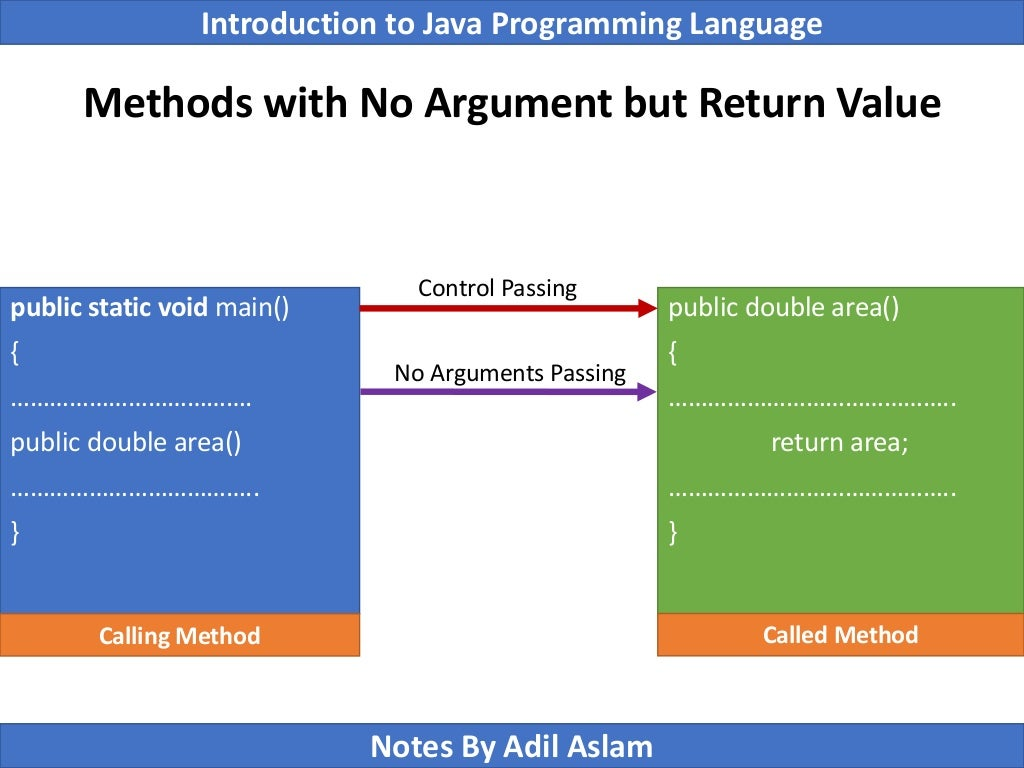 Introduction to Java Programming Language
Methods with No Argument but Return Value
Control Passing
No Arguments Passing
public static void main()
{
……………………………….
public double area()
………………………………..
}
Calling Method
public double area()
{
…………………………………….
return area;
…………………………………….
}
Called Method
Notes By Adil Aslam